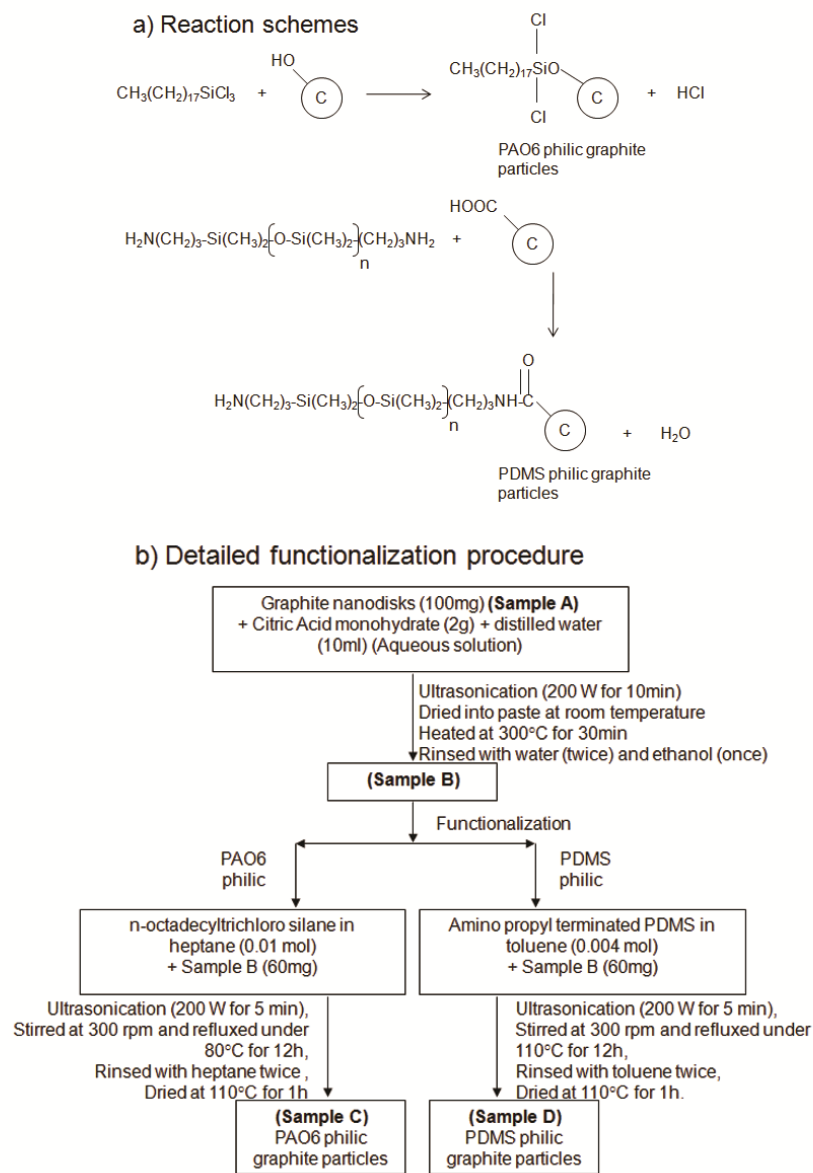 a) Reaction schemes
CH3(CH2)17SiCl3 + HO C
Cl
CH3(CH2)17SiO C + HCl
Cl
PAO6 philic graphite
particles
H2N(CH2)3-Si(CH3)2{O-Si(CH3)2}(CH2)3NH2 + HOOC C
n
O
H2N(CH2)3-Si(CH3)2{O-Si(CH3)2}(CH2)3NH-C C + H2O
n
PDMS philic graphite
particles
b) Detailed functionalization procedure
Graphite nanodisks (100mg) (Sample A)
+ Citric Acid monohydrate (2g) + distilled water
(10ml) (Aqueous solution)
Ultrasonication (200 W for 10min)
Dried into paste at room temperature
Heated at 300°C for 30min
Rinsed with water (twice) and ethanol (once)
(Sample B)
Functionalization
PAO6
philic
PDMS
philic
n-octadecyltrichloro silane in
heptane (0.01 mol)
+ Sample B (60mg)
Amino propyl terminated PDMS in
toluene (0.004 mol)
+ Sample B (60mg)
Ultrasonication (200 W for 5 min),
Stirred at 300 rpm and refluxed under
80°C for 12h,
Rinsed with heptane twice ,
Dried at 110°C for 1h
Ultrasonication (200 W for 5 min),
Stirred at 300 rpm and refluxed under
110°C for 12h,
Rinsed with toluene twice,
Dried at 110°C for 1h.
(Sample C)
PAO6 philic
graphite particles
(Sample D)
PDMS philic
graphite particles